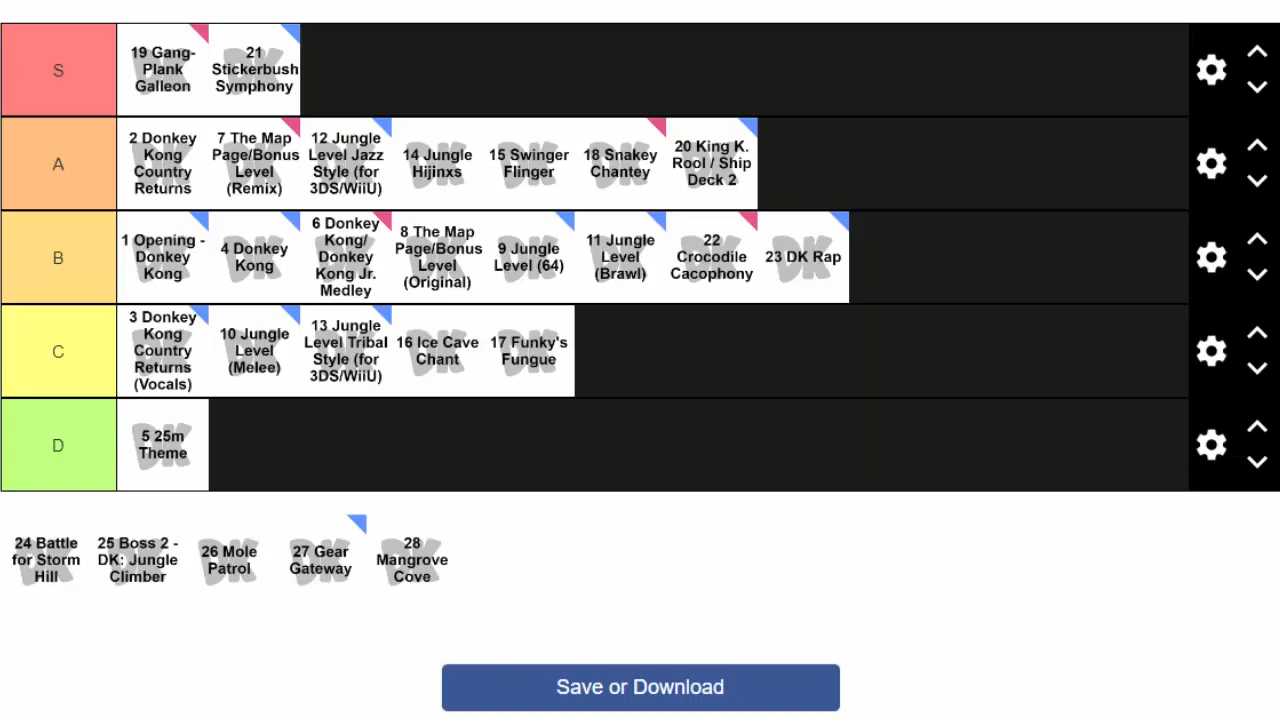 S
19 Gang-
Plank
Galleon
21
Stickerbush
Symphony
A
2 Donkey
Kong
Country
Returns
7 The Map
Page/Bonus
Level
(Remix)
12 Jungle
Level Jazz
Style (for
3DS/WiiU)
14 Jungle
Hijinxs
15 Swinger
Flinger
18 Snakey
Chantey
20 King K.
Rool / Ship
Deck 2
B
1 Opening -
Donkey
Kong
4 Donkey
Kong
6 Donkey
Kong/
Donkey
Kong Jr.
Medley
8 The Map
Page/Bonus
Level
(Original)
9 Jungle
Level (64)
11 Jungle
Level
(Brawl)
22
Crocodile
Cacophony
23 DK Rap
C
3 Donkey
Kong
Country
Returns
(Vocals)
10 Jungle
Level
(Melee)
13 Jungle
Level Tribal
Style (for
3DS/WiiU)
16 Ice Cave
Chant
17 Funky's
Fungue
D
5 25m
Theme
24 Battle
for Storm
Hill
25 Boss 2 -
DK: Jungle
Climber
26 Mole
Patrol
27 Gear
Gateway
28
Mangrove
Cove
Save or Download